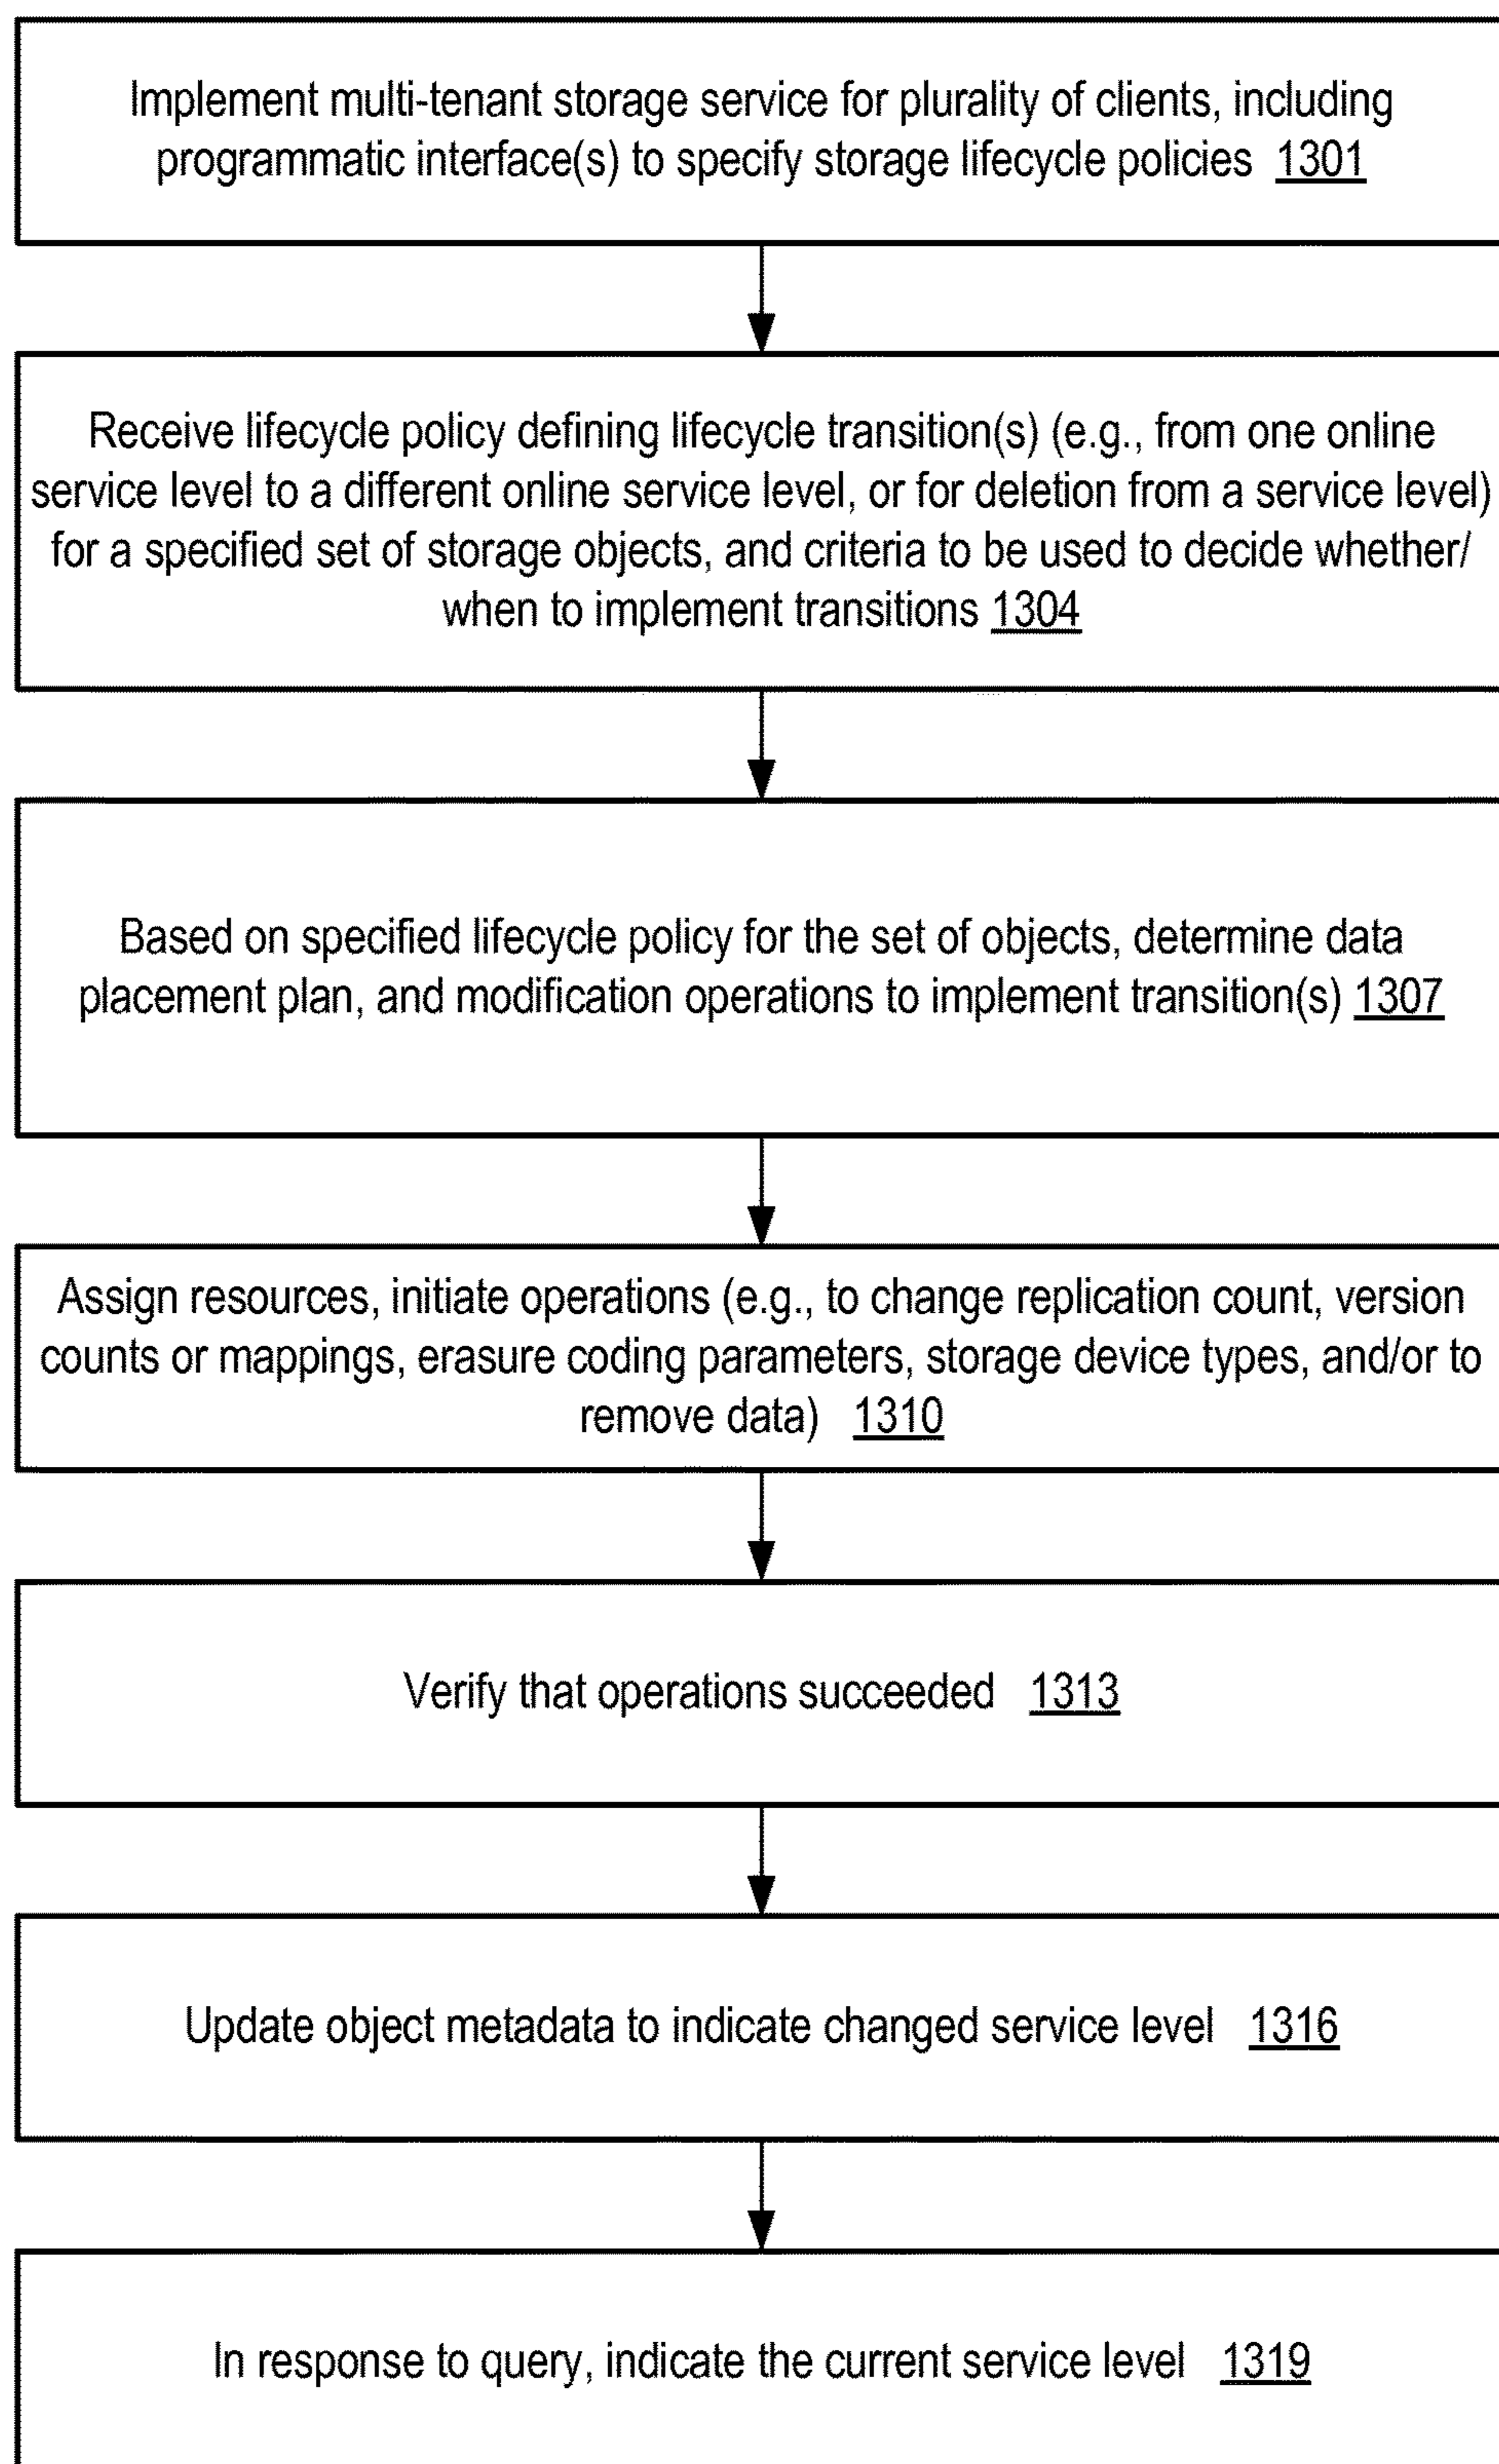 Implement multi-tenant storage service for plurality of clients, including
programmatic interface(s) to specify storage lifecycle policies 1301
Receive lifecycle policy defining lifecycle transition(s) (e.g., from one online
service level to a different online service level, or for deletion from a service level)
for a specified set of storage objects, and criteria to be used to decide whether/
when to implement transitions 1304
Based on specified lifecycle policy for the set of objects, determine data
placement plan, and modification operations to implement transition(s) 1307
Assign resources, initiate operations (e.g., to change replication count, version
counts or mappings, erasure coding parameters, storage device types, and/or to
remove data) 1310
Verify that operations succeeded 1313
Update object metadata to indicate changed service level 1316
In response to query, indicate the current service level 1319